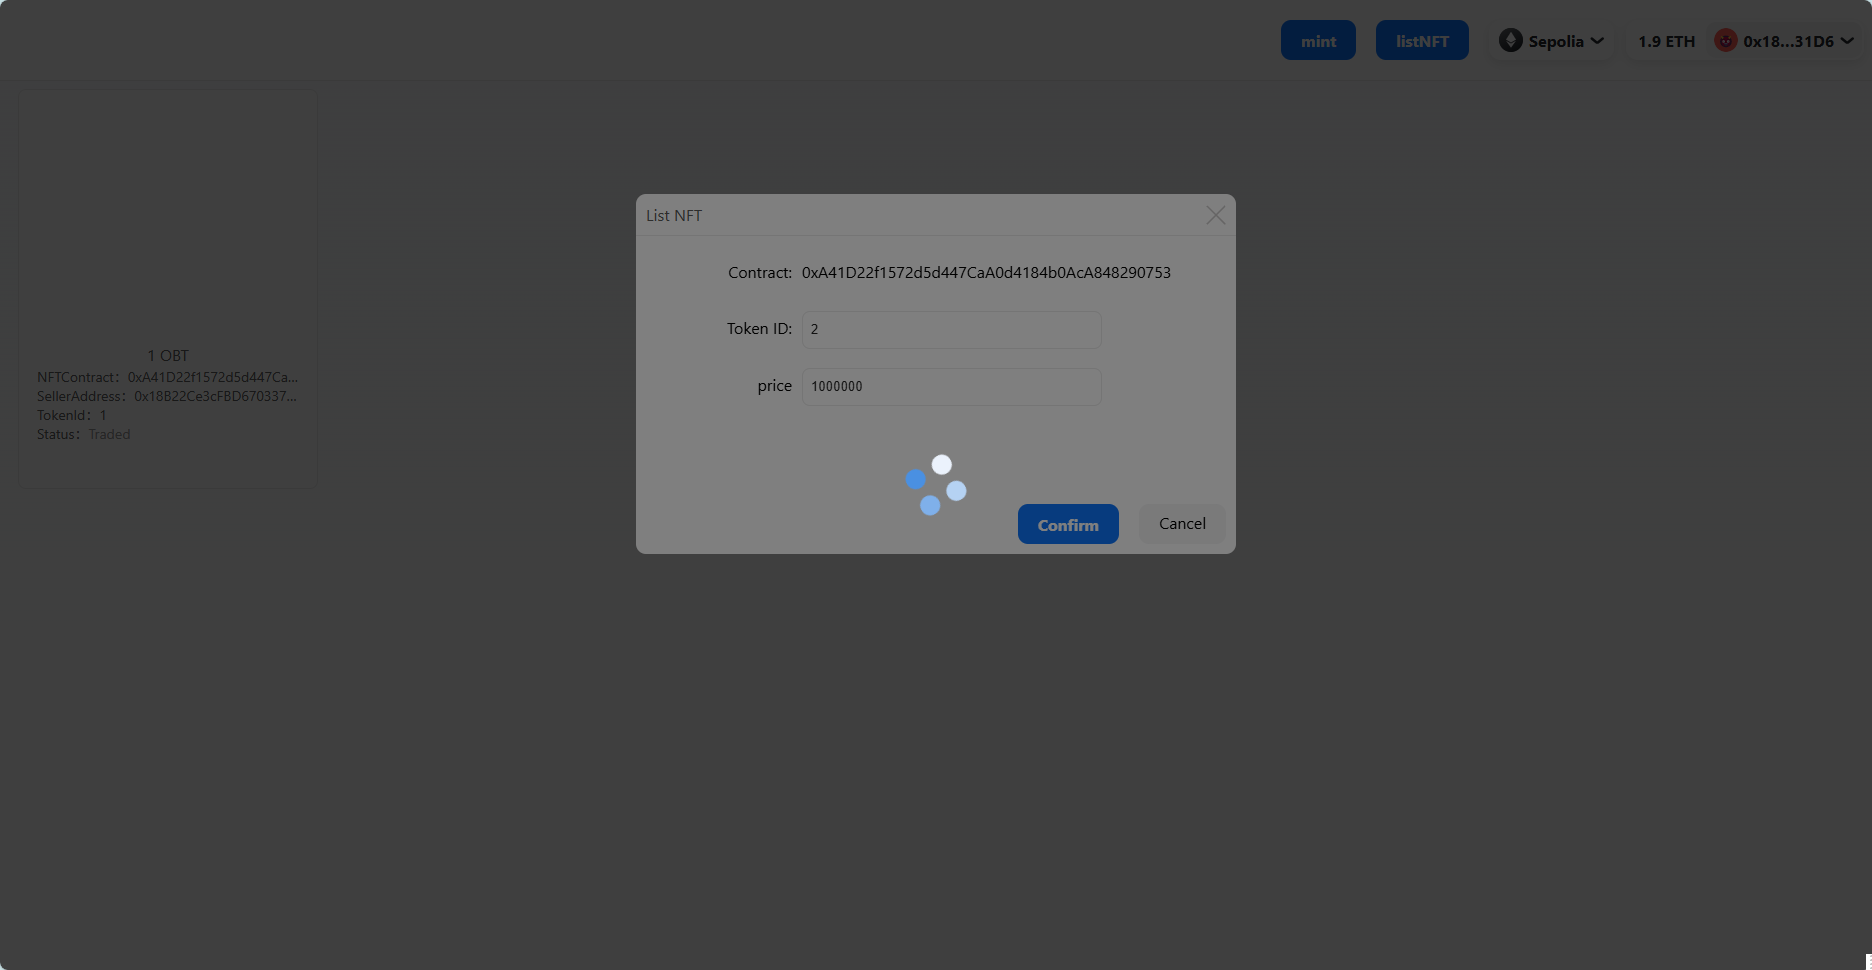 mint
listNFT
Sepolia
1.9 ETH
0x18...31D6
List NFT
Contract: 0xA41D22f1572d5d447CaA0d4184b0AcA848290753
Token ID: 2
price 1000000
Confirm
Cancel
1 OBT
NFTContract: 0xA41D22f1572d5d447Ca...
SellerAddress: 0x18B22Ce3cFBD670337...
TokenId: 1
Status: Traded